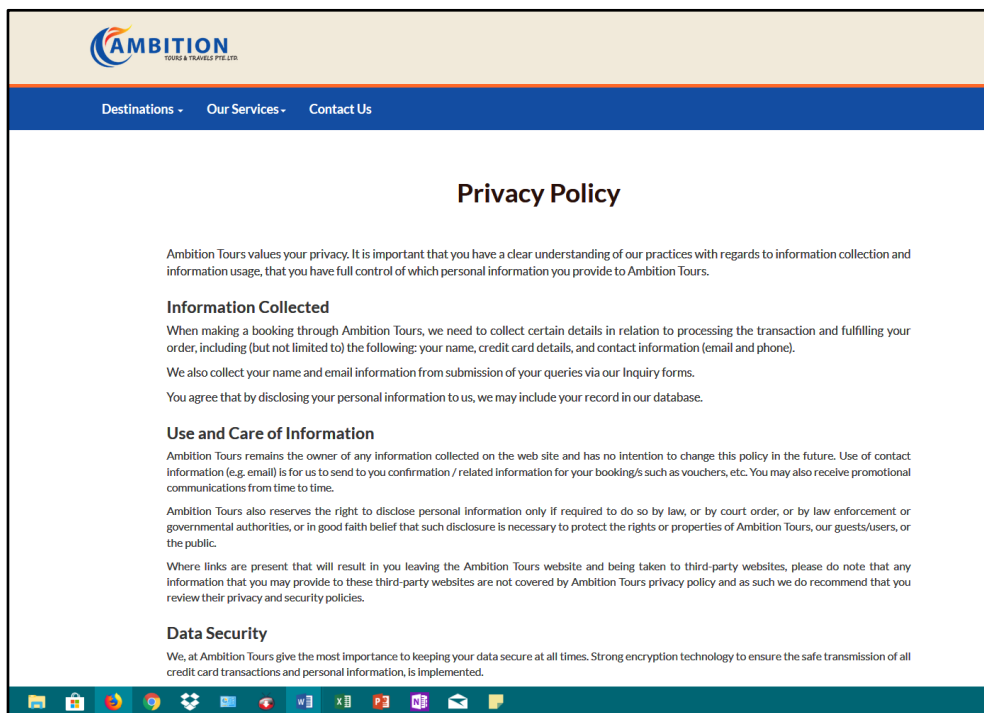 AMBITION
TOURS & TRAVELS PTE.LTD.
Destinations
Our Services
Contact Us
Privacy Policy
Ambition Tours values your privacy. It is important that you have a clear understanding of our practices with regards to information collection and
information usage, that you have full control of which personal information you provide to Ambition Tours.
Information Collected
When making a booking through Ambition Tours, we need to collect certain details in relation to processing the transaction and fulfilling your
order, including (but not limited to) the following: your name, credit card details, and contact information (email and phone).
We also collect your name and email information from submission of your queries via our Inquiry forms.
You agree that by disclosing your personal information to us, we may include your record in our database.
Use and Care of Information
Ambition Tours remains the owner of any information collected on the web site and has no intention to change this policy in the future. Use of contact
information (e.g. email) is for us to send to you confirmation / related information for your booking/s such as vouchers, etc. You may also receive promotional
communications from time to time.
Ambition Tours also reserves the right to disclose personal information only if required to do so by law, or by court order, or by law enforcement or
governmental authorities, or in good faith belief that such disclosure is necessary to protect the rights or properties of Ambition Tours, our guests/users, or
the public.
Where links are present that will result in you leaving the Ambition Tours website and being taken to third-party websites, please do note that any
information that you may provide to these third-party websites are not covered by Ambition Tours privacy policy and as such we do recommend that you
review their privacy and security policies.
Data Security
We, at Ambition Tours give the most importance to keeping your data secure at all times. Strong encryption technology to ensure the safe transmission of all
credit card transactions and personal information, is implemented.